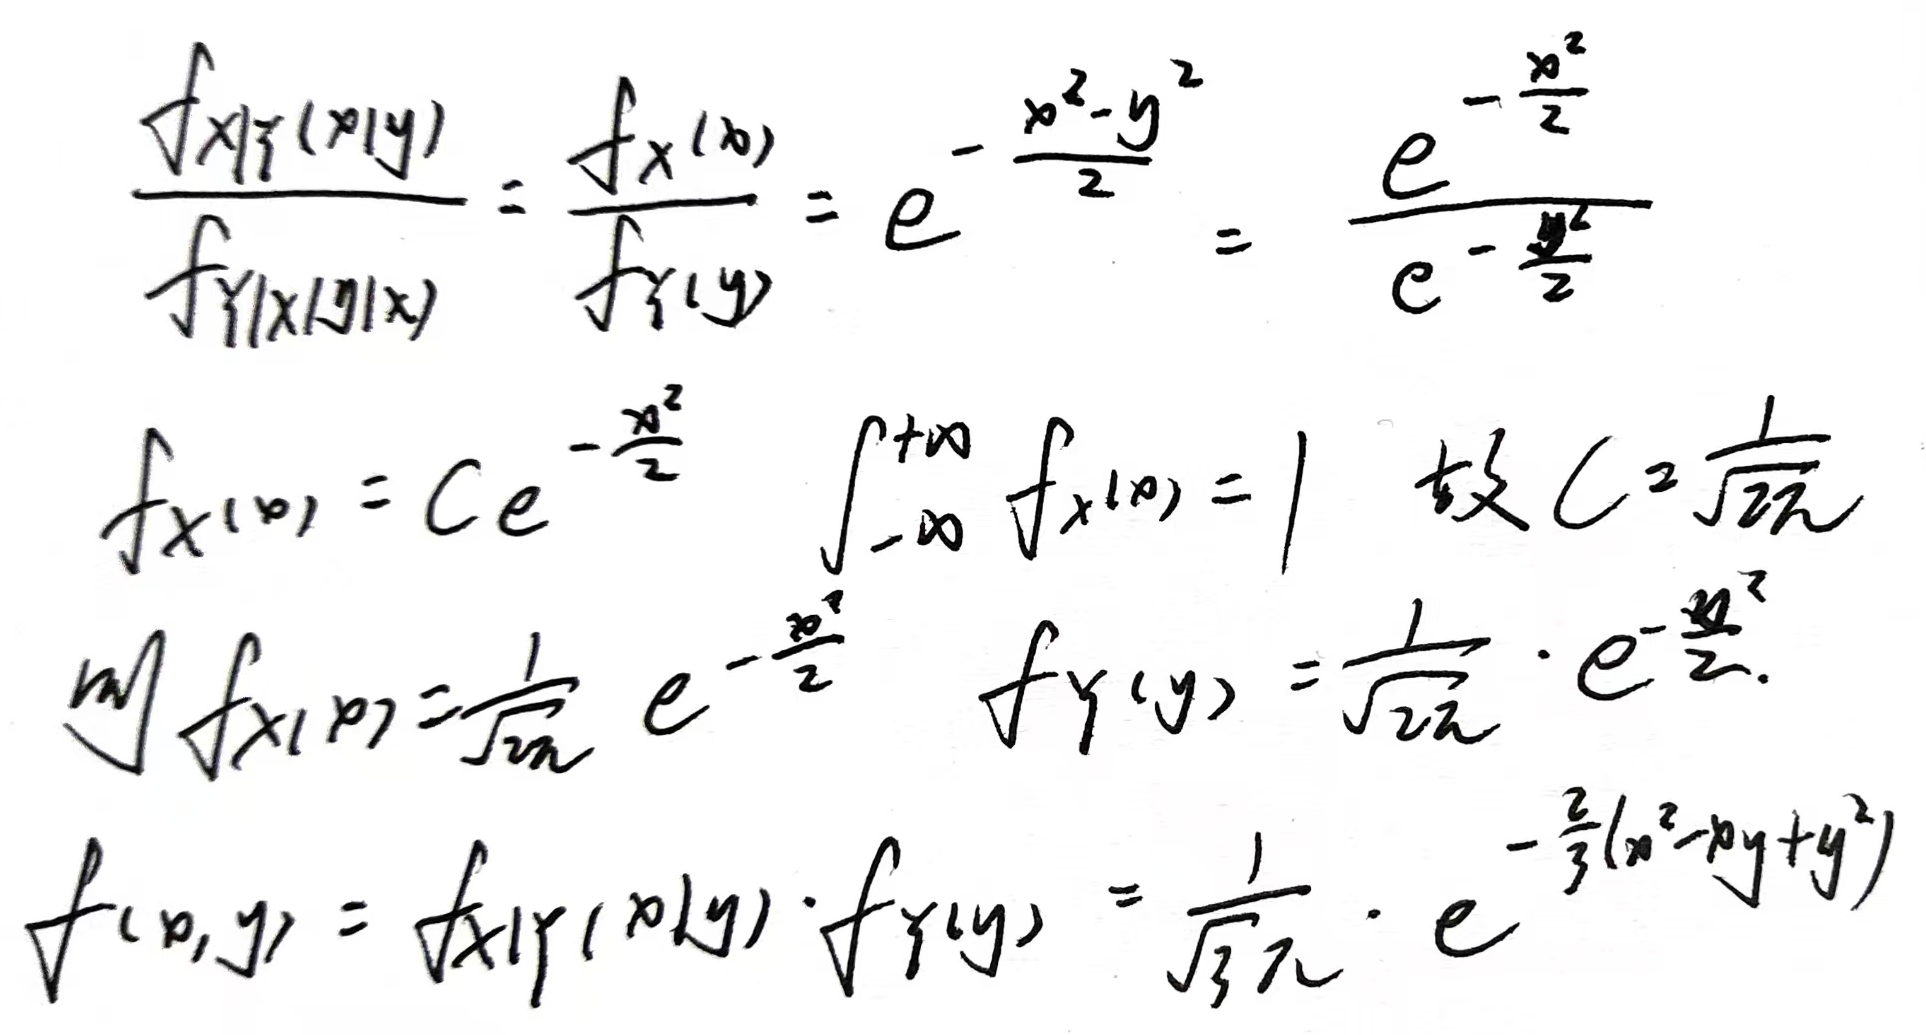 \frac{f_{X|Y}(x|y)}{f_{Y|X}(y|x)} = \frac{f_X(x)}{f_Y(y)} = e^{-\frac{x^2-y^2}{2}} = \frac{e^{-\frac{x^2}{2}}}{e^{-\frac{y^2}{2}}}
f_X(x) = C e^{-\frac{x^2}{2}} \int_{-\infty}^{+\infty} f_X(x) = 1 故 C = \frac{1}{\sqrt{2\pi}}
则 f_X(x) = \frac{1}{\sqrt{2\pi}} e^{-\frac{x^2}{2}} f_Y(y) = \frac{1}{\sqrt{2\pi}} \cdot e^{-\frac{y^2}{2}}.
f(x,y) = f_{X|Y}(x|y) \cdot f_Y(y) = \frac{1}{\sqrt{3}\pi} \cdot e^{-\frac{2}{3}(x^2-xy+y^2)}